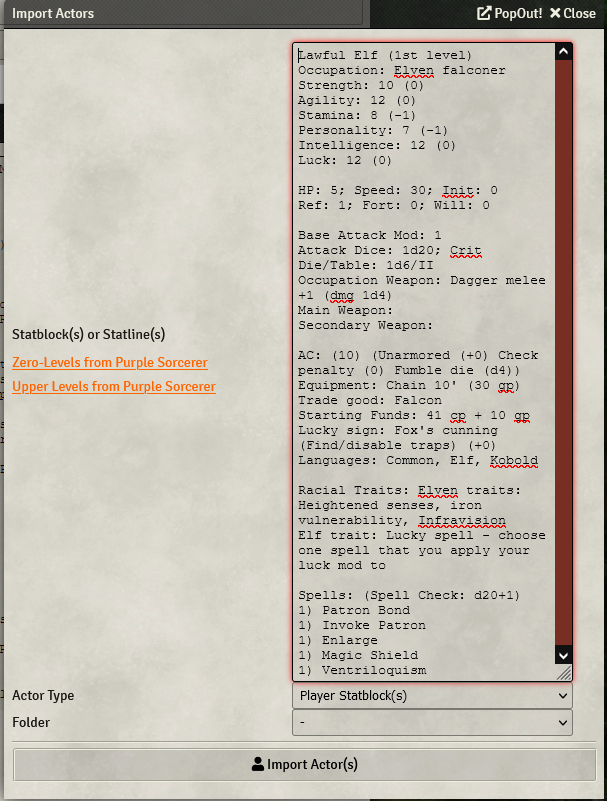 Import Actors
PopOut!
Close
Lawful Elf (1st level)
Occupation: Elven falconer
Strength: 10 (0)
Agility: 12 (0)
Stamina: 8 (-1)
Personality: 7 (-1)
Intelligence: 12 (0)
Luck: 12 (0)
HP: 5; Speed: 30; Init: 0
Ref: 1; Fort: 0; Will: 0
Base Attack Mod: 1
Attack Dice: 1d20; Crit
Die/Table: 1d6/II
Occupation Weapon: Dagger melee
+1 (dmg 1d4)
Main Weapon:
Secondary Weapon:
AC: (10) (Unarmored (+0) Check
penalty (0) Fumble die (d4))
Equipment: Chain 10' (30 gp)
Trade good: Falcon
Starting Funds: 41 cp + 10 gp
Lucky sign: Fox's cunning
(Find/disable traps) (+0)
Languages: Common, Elf, Kobold
Racial Traits: Elven traits:
Heightened senses, iron
vulnerability, Infravision
Elf trait: Lucky spell - choose
one spell that you apply your
luck mod to
Spells: (Spell Check: d20+1)
1) Patron Bond
1) Invoke Patron
1) Enlarge
1) Magic Shield
1) Ventriloquism
Statblock(s) or Statline(s)
Zero-Levels from Purple Sorcerer
Upper Levels from Purple Sorcerer
Actor Type
Player Statblock(s)
Folder
-
Import Actor(s)